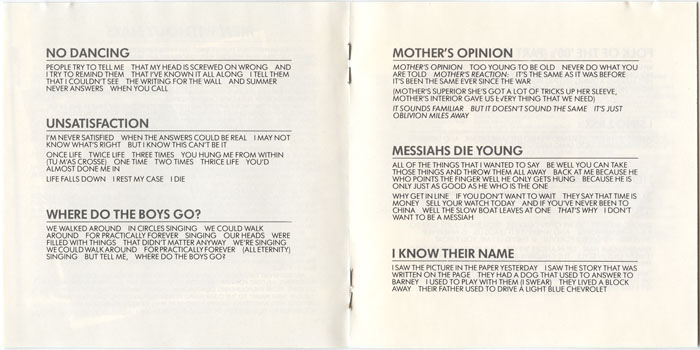 NO DANCING
PEOPLE TRY TO TELL ME THAT MY HEAD IS SCREWED ON WRONG AND
I TRY TO REMIND THEM THAT I'VE KNOWN IT ALL ALONG I TELL THEM
THAT I COULDN'T SEE THE WRITING FOR THE WALL AND SUMMER
NEVER ANSWERS WHEN YOU CALL
UNSATISFACTION
I'M NEVER SATISFIED WHEN THE ANSWERS COULD BE REAL I MAY NOT
KNOW WHAT'S RIGHT BUT I KNOW THIS CAN'T BE IT
ONCE LIFE TWICE LIFE THREE TIMES YOU HUNG ME FROM WITHIN
(TU M'AS CROSSE) ONE TIME TWO TIMES THRICE LIFE YOU'D
ALMOST DONE ME IN
LIFE FALLS DOWN I REST MY CASE I DIE
WHERE DO THE BOYS GO?
WE WALKED AROUND IN CIRCLES SINGING WE COULD WALK
AROUND FOR PRACTICALLY FOREVER SINGING OUR HEADS WERE
FILLED WITH THINGS THAT DIDN'T MATTER ANYWAY WE'RE SINGING
WE COULD WALK AROUND FOR PRACTICALLY FOREVER (ALL ETERNITY)
SINGING BUT TELL ME, WHERE DO THE BOYS GO?
MOTHER'S OPINION
MOTHER'S OPINION TOO YOUNG TO BE OLD NEVER DO WHAT YOU
ARE TOLD MOTHER'S REACTION; IT'S THE SAME AS IT WAS BEFORE
IT'S BEEN THE SAME EVER SINCE THE WAR
(MOTHER'S SUPERIOR SHE'S GOT A LOT OF TRICKS UP HER SLEEVE,
MOTHER'S INTERIOR GAVE US EVERY THING THAT WE NEED)
IT SOUNDS FAMILIAR BUT IT DOESN'T SOUND THE SAME IT'S JUST
OBLIVION MILES AWAY
MESSIAHS DIE YOUNG
ALL OF THE THINGS THAT I WANTED TO SAY BE WELL YOU CAN TAKE
THOSE THINGS AND THROW THEM ALL AWAY BACK AT ME BECAUSE HE
WHO POINTS THE FINGER WELL HE ONLY GETS HUNG BECAUSE HE IS
ONLY JUST AS GOOD AS HE WHO IS THE ONE
WHY GET IN LINE IF YOU DON'T WANT TO WAIT THEY SAY THAT TIME IS
MONEY SELL YOUR WATCH TODAY AND IF YOU'VE NEVER BEEN TO
CHINA WELL THE SLOW BOAT LEAVES AT ONE THAT'S WHY I DON'T
WANT TO BE A MESSIAH
I KNOW THEIR NAME
I SAW THE PICTURE IN THE PAPER YESTERDAY I SAW THE STORY THAT WAS
WRITTEN ON THE PAGE THEY HAD A DOG THAT USED TO ANSWER TO
BARNEY I USED TO PLAY WITH THEM (I SWEAR) THEY LIVED A BLOCK
AWAY THEIR FATHER USED TO DRIVE A LIGHT BLUE CHEVROLET